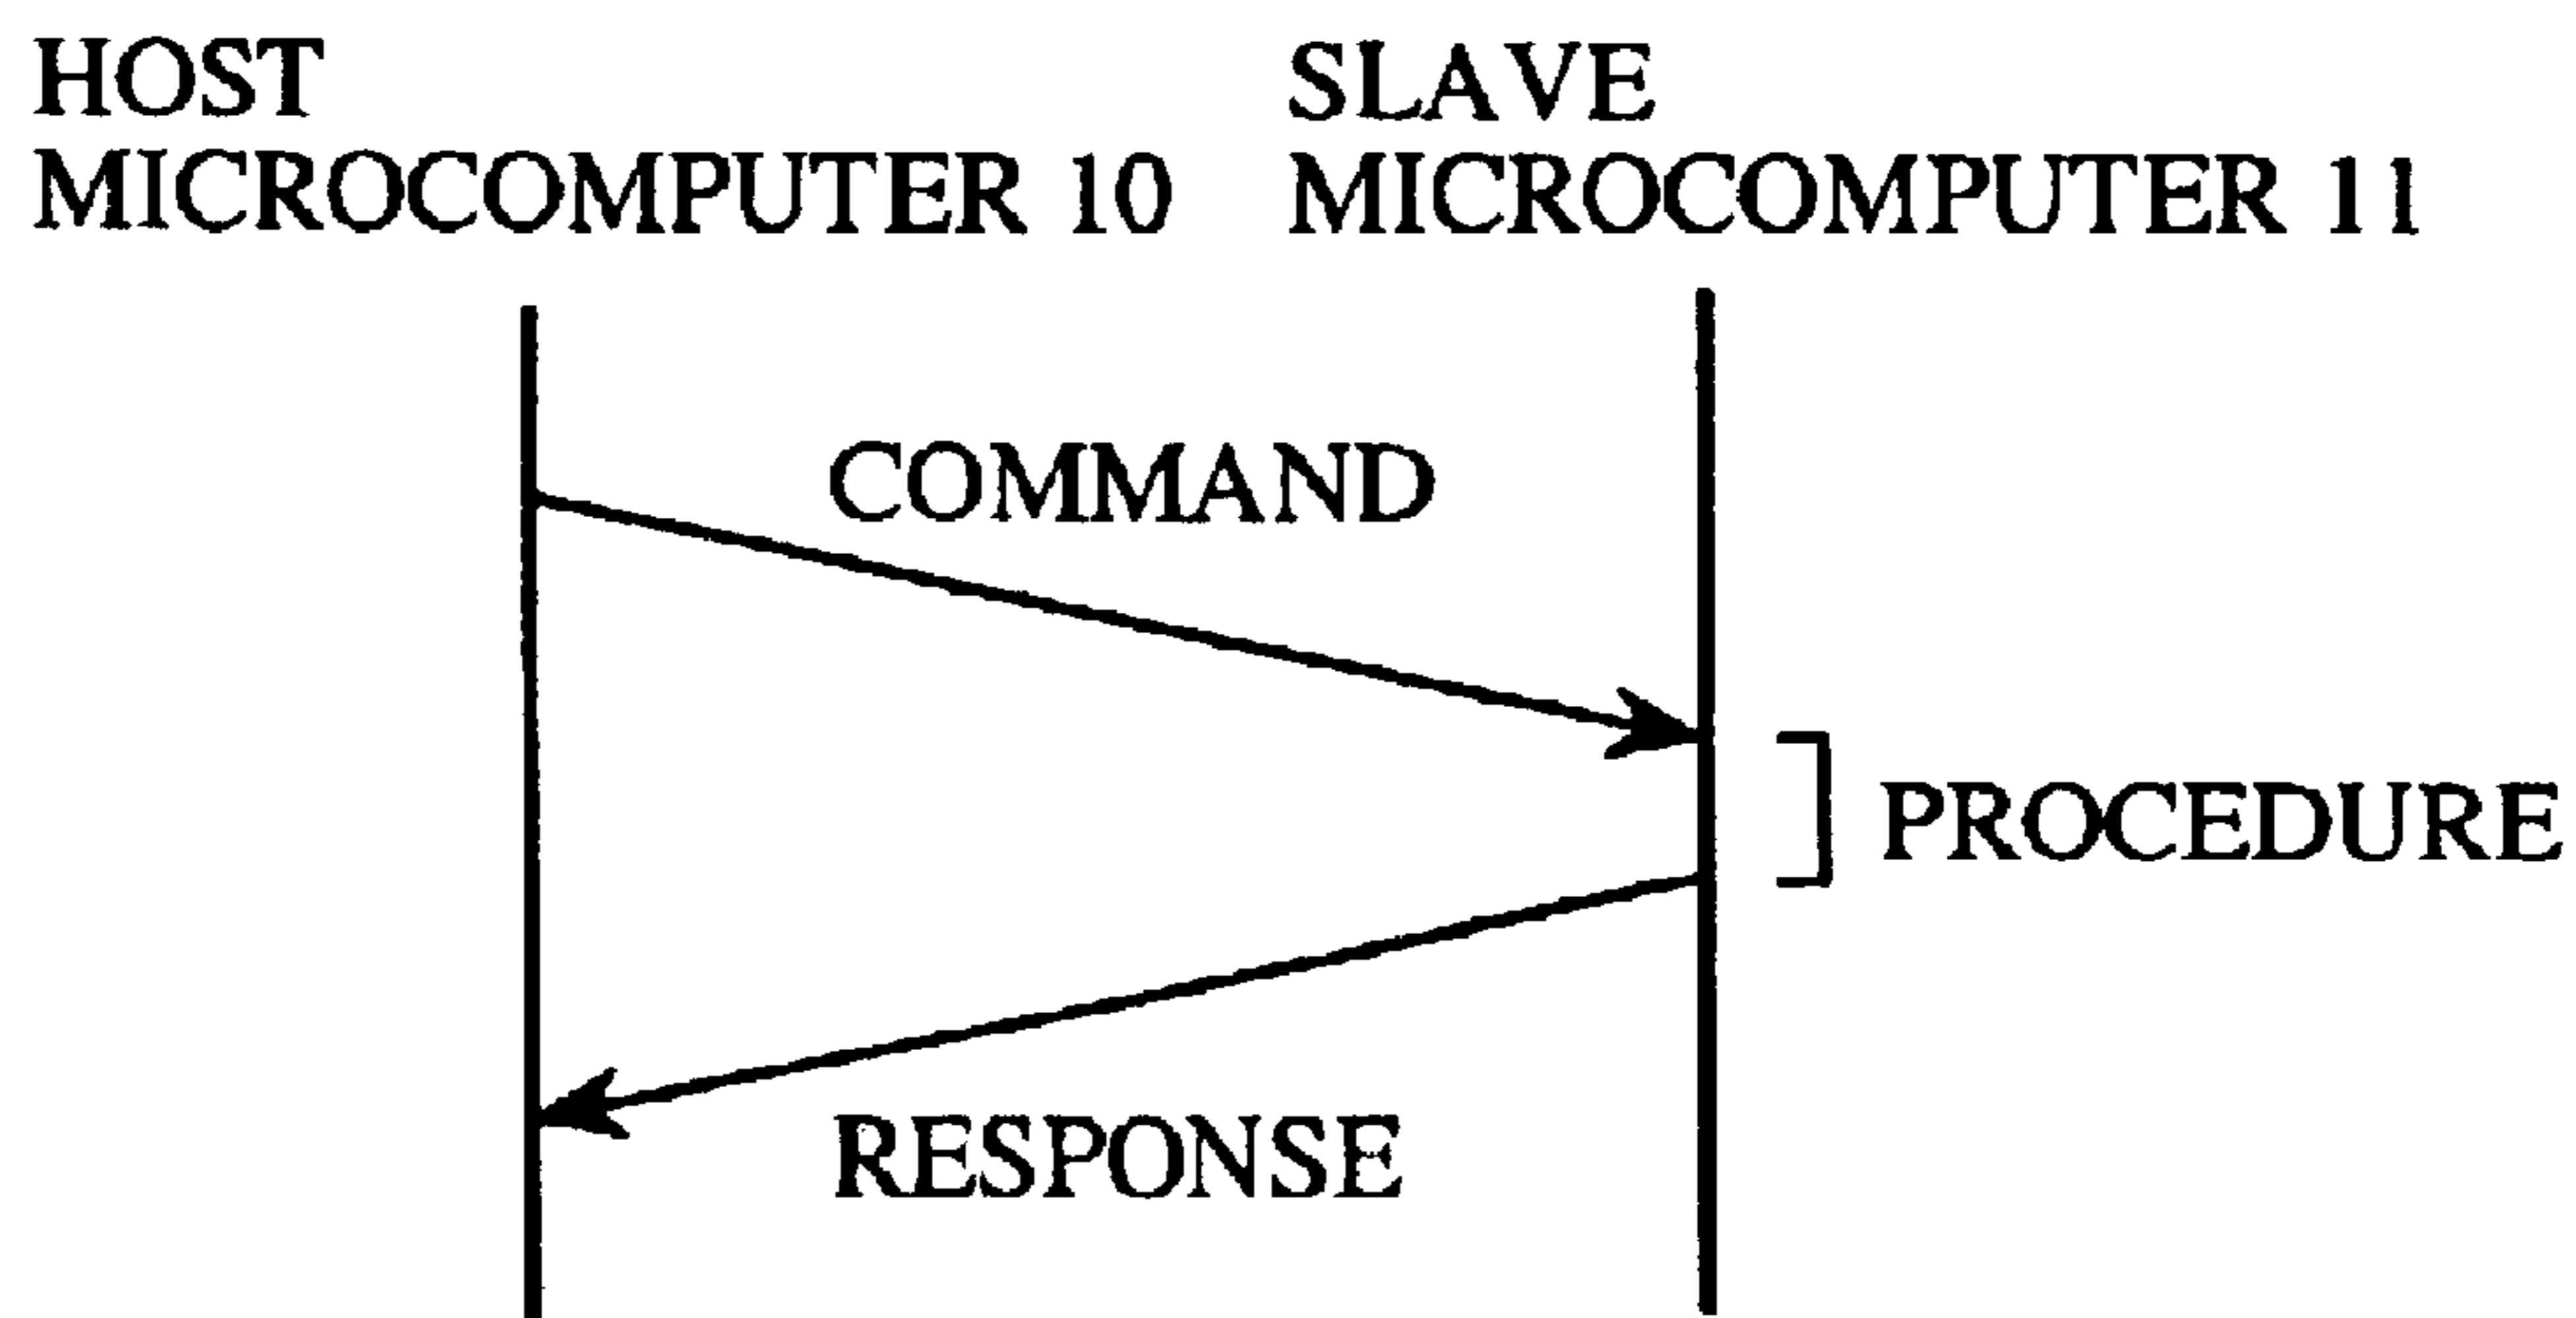 HOST
MICROCOMPUTER 10
SLAVE
MICROCOMPUTER 11
COMMAND
PROCEDURE
RESPONSE